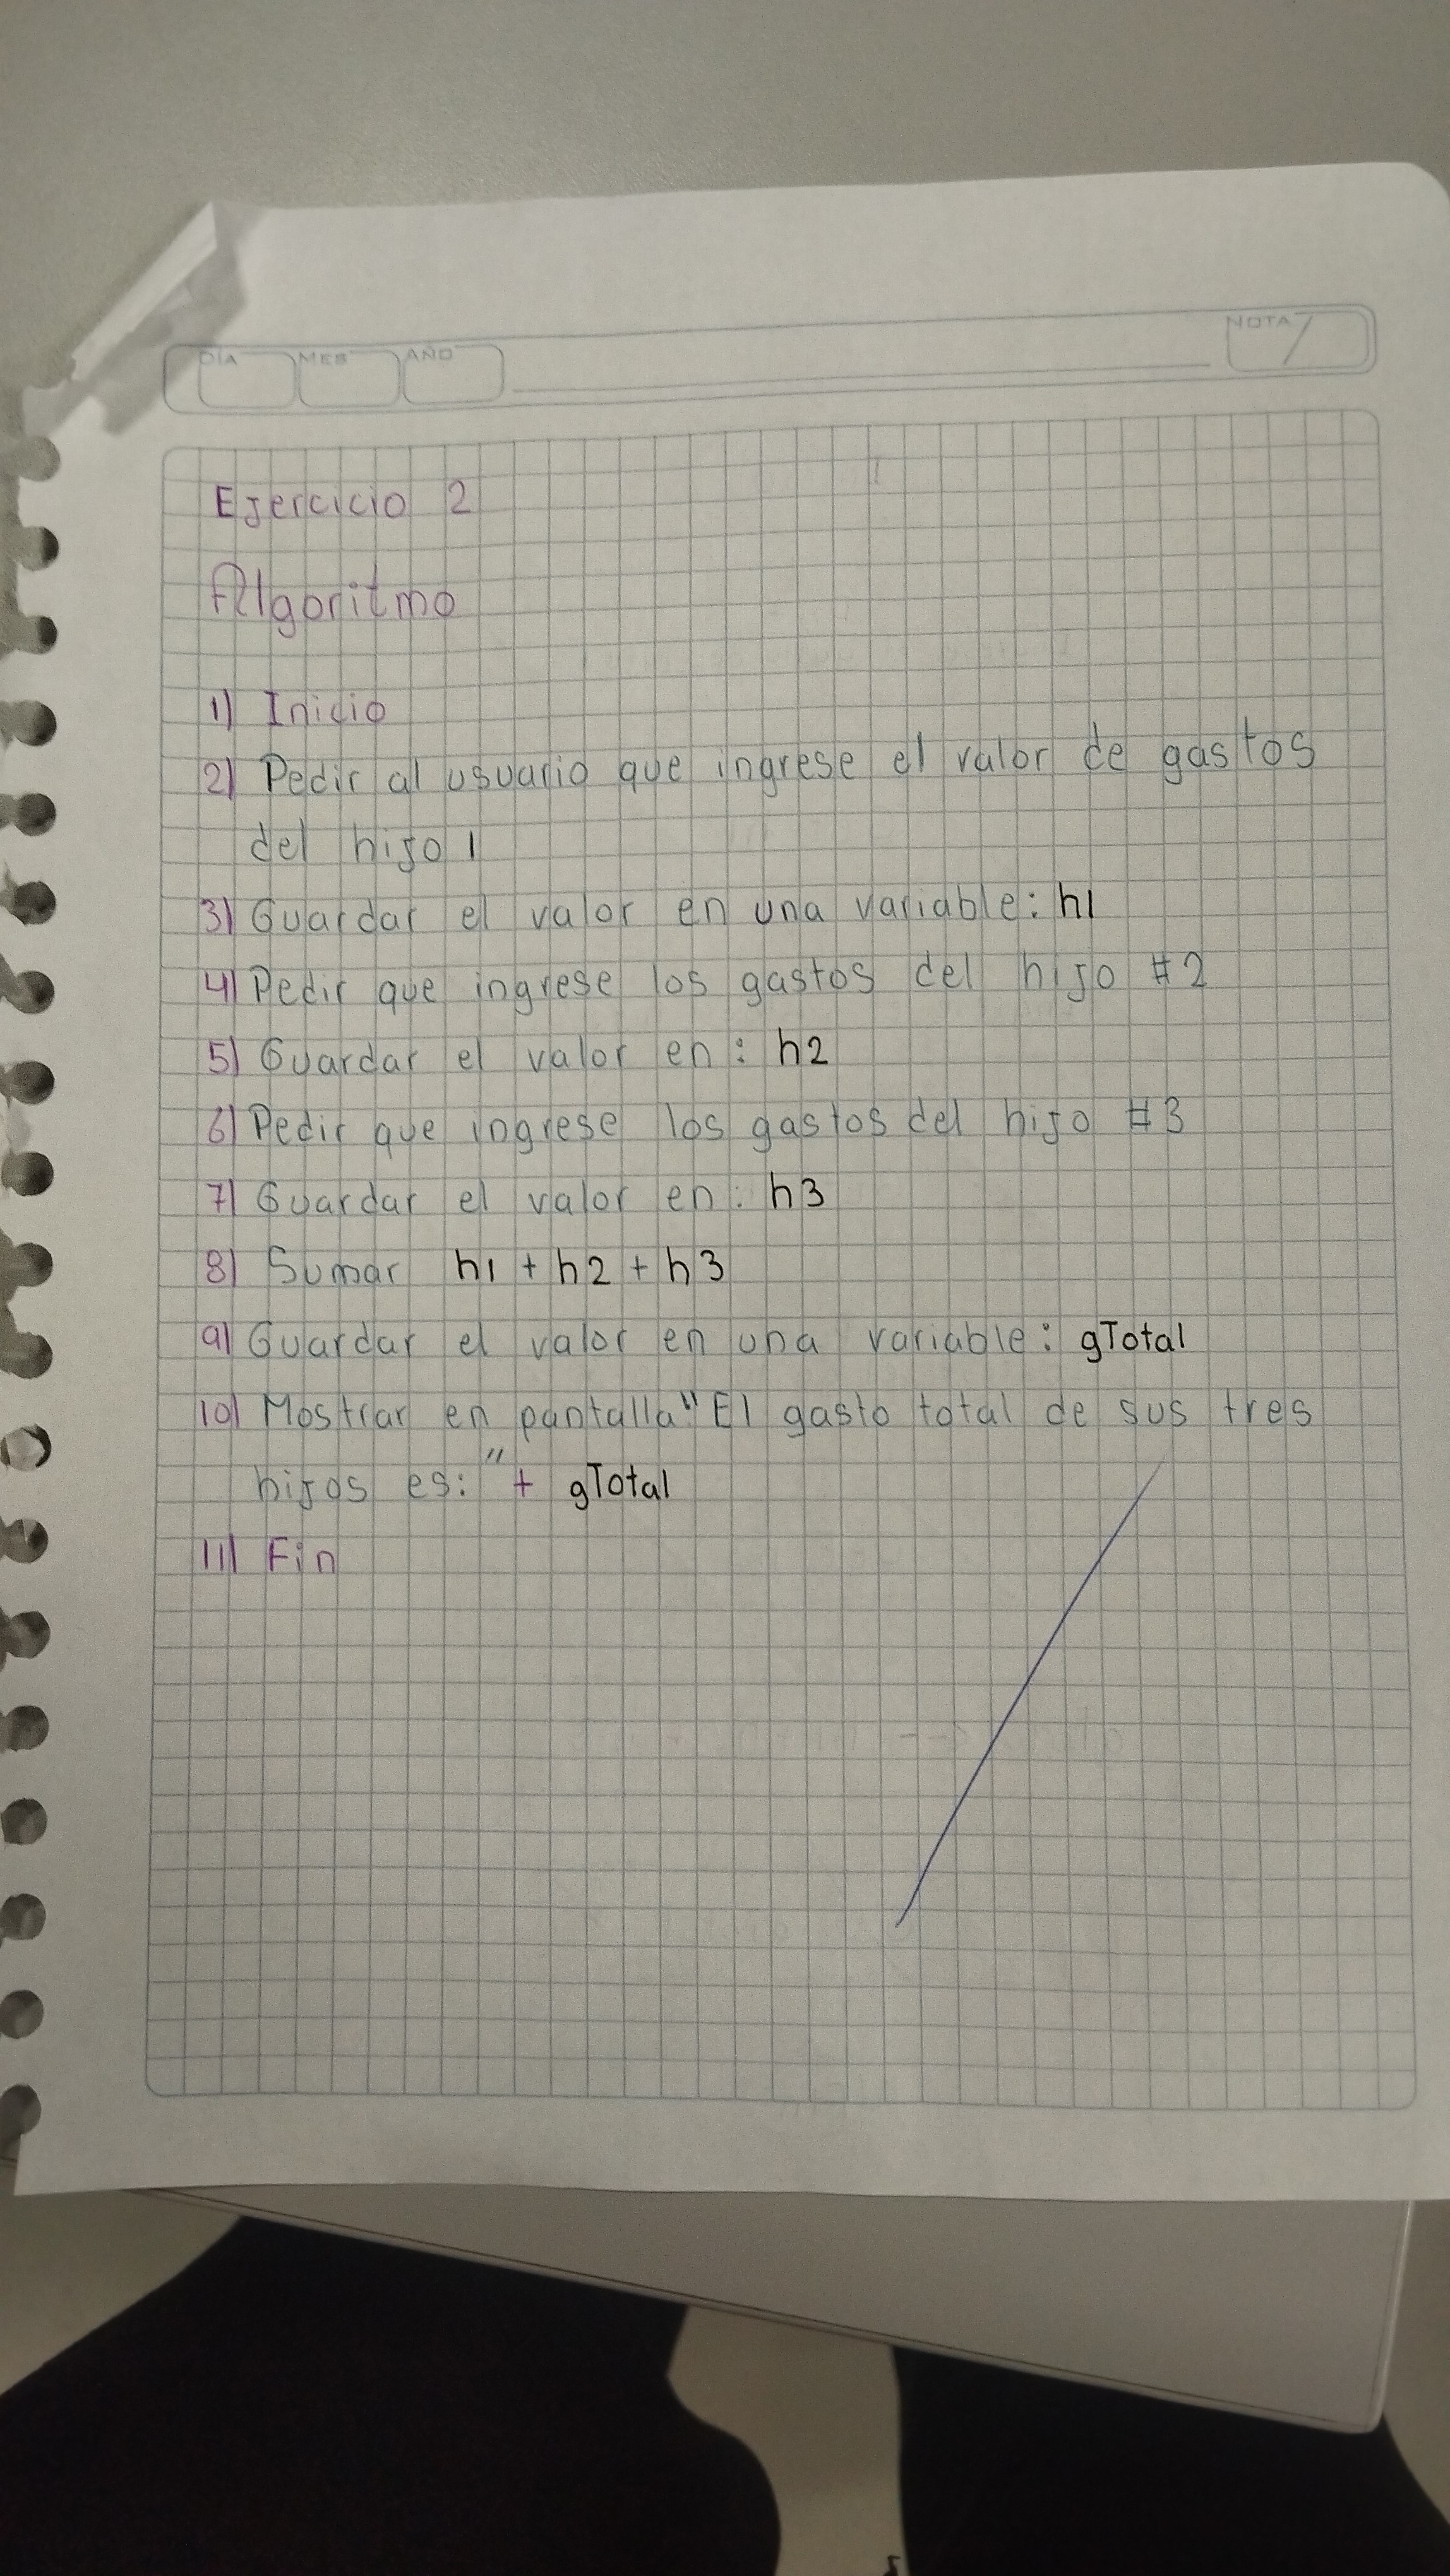 DÍA MES AÑO NOTA
Ejercicio 2
Algoritmo
1) Inicio
2) Pedir al usuario que ingrese el valor de gastos
del hijo 1
3) Guardar el valor en una variable: h1
4) Pedir que ingrese los gastos del hijo #2
5) Guardar el valor en: h2
6) Pedir que ingrese los gastos del hijo #3
7) Guardar el valor en: h3
8) Sumar h1 + h2 + h3
9) Guardar el valor en una variable: gTotal
10) Mostrar en pantalla "El gasto total de sus tres
hijos es: " + gTotal
11) Fin